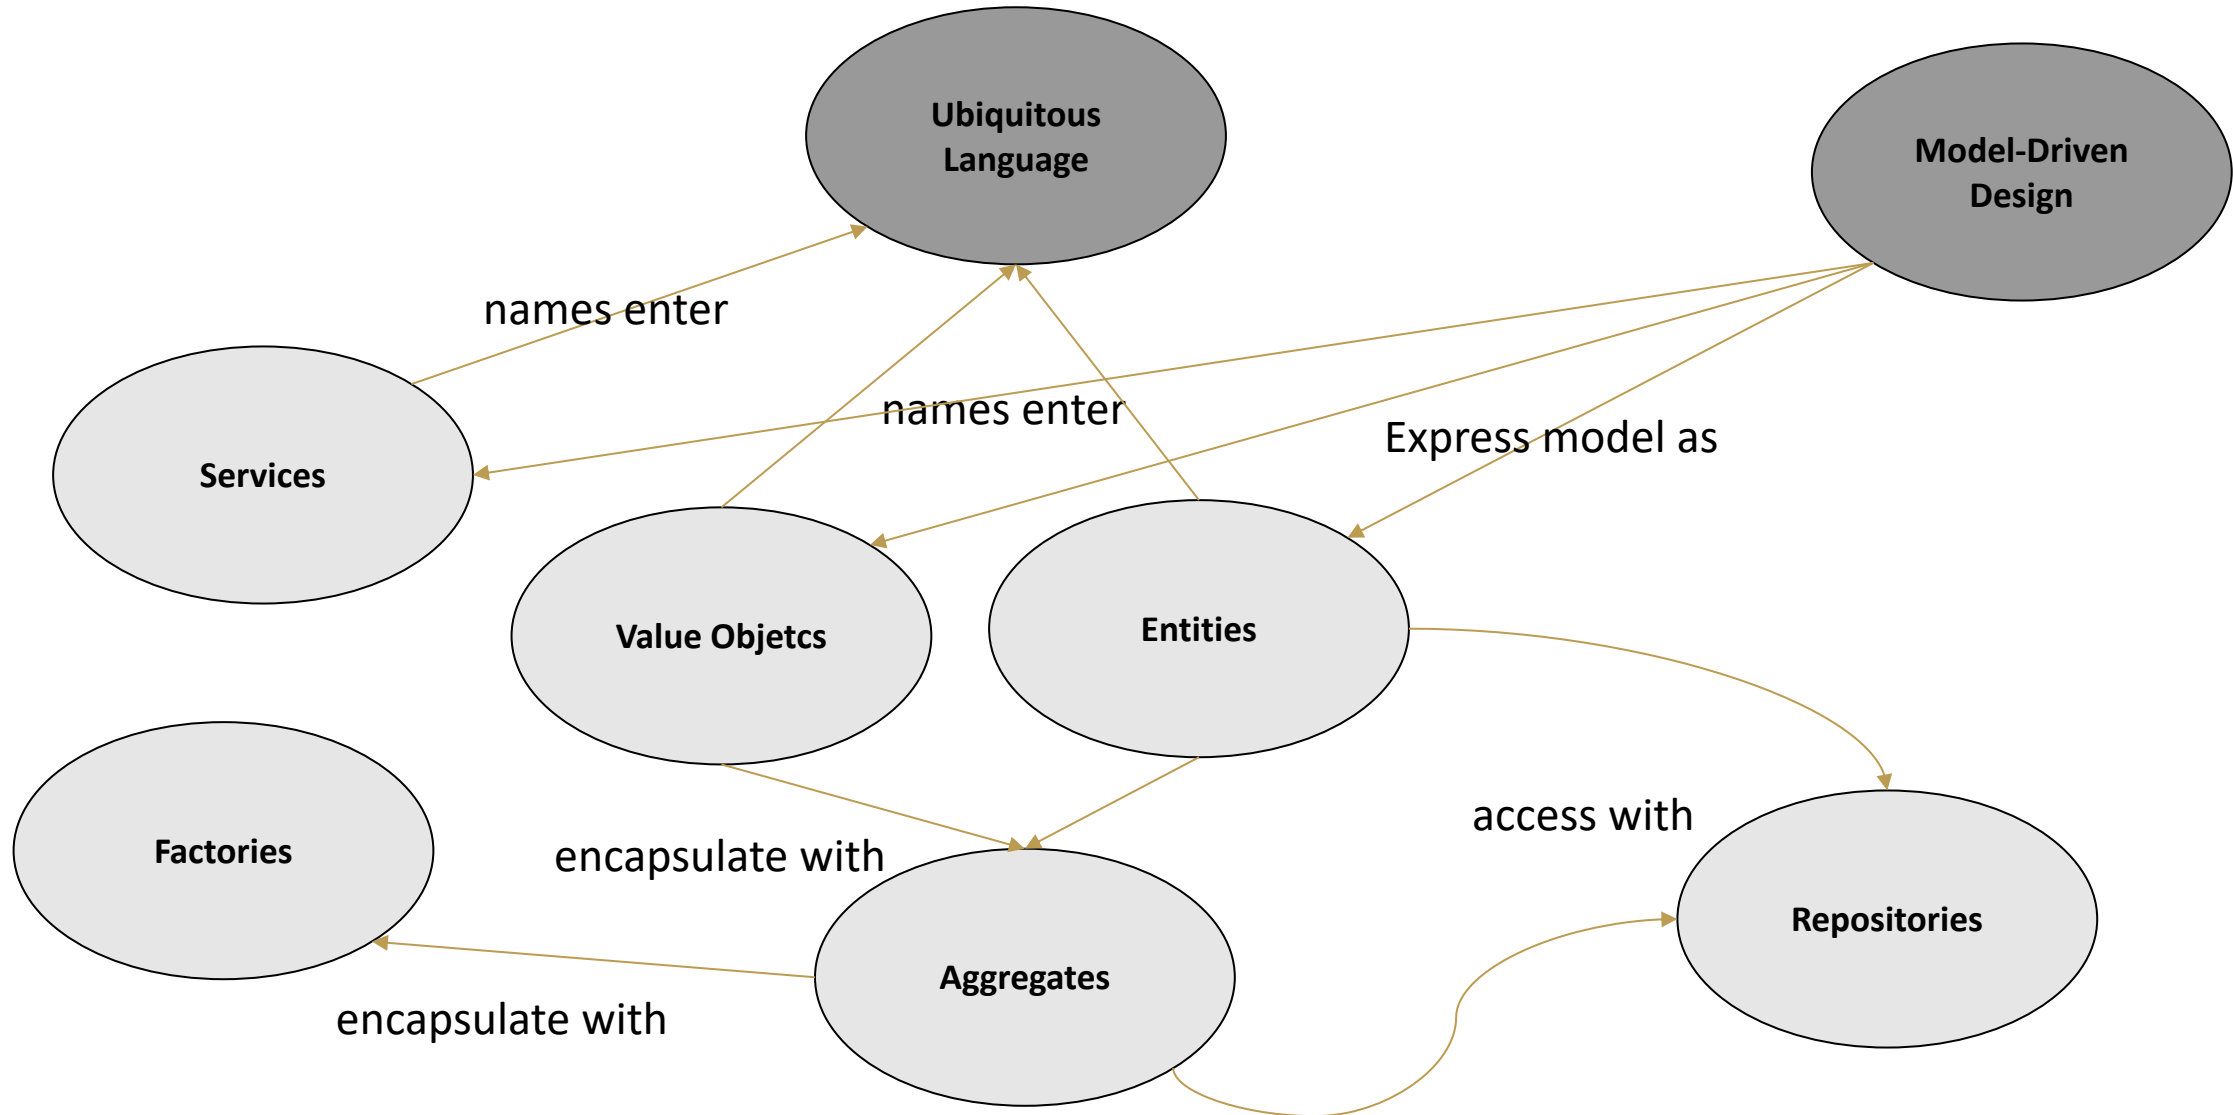 Ubiquitous
Language
Model-Driven
Design
names enter
names enter
Express model as
Services
Value Objetcs
Entities
access with
Factories
encapsulate with
Repositories
Aggregates
encapsulate with